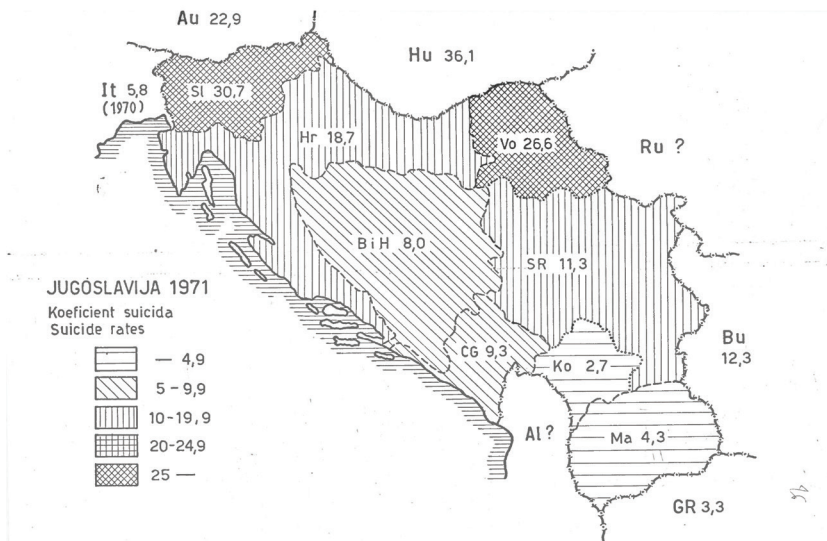 Au 22,9
Hu 36,1
It 5,8
(1970)
Sl 30,7
Hr 18,7
Vo 26,6
Ru ?
BiH 8,0
SR 11,3
JUGOSLAVIJA 1971
Koeficient suicida
Suicide rates
— 4,9
5 - 9,9
10-19,9
20-24,9
25 —
CG 9,3
Ko 2,7
Bu
12,3
Al ?
Ma 4,3
GR 3,3